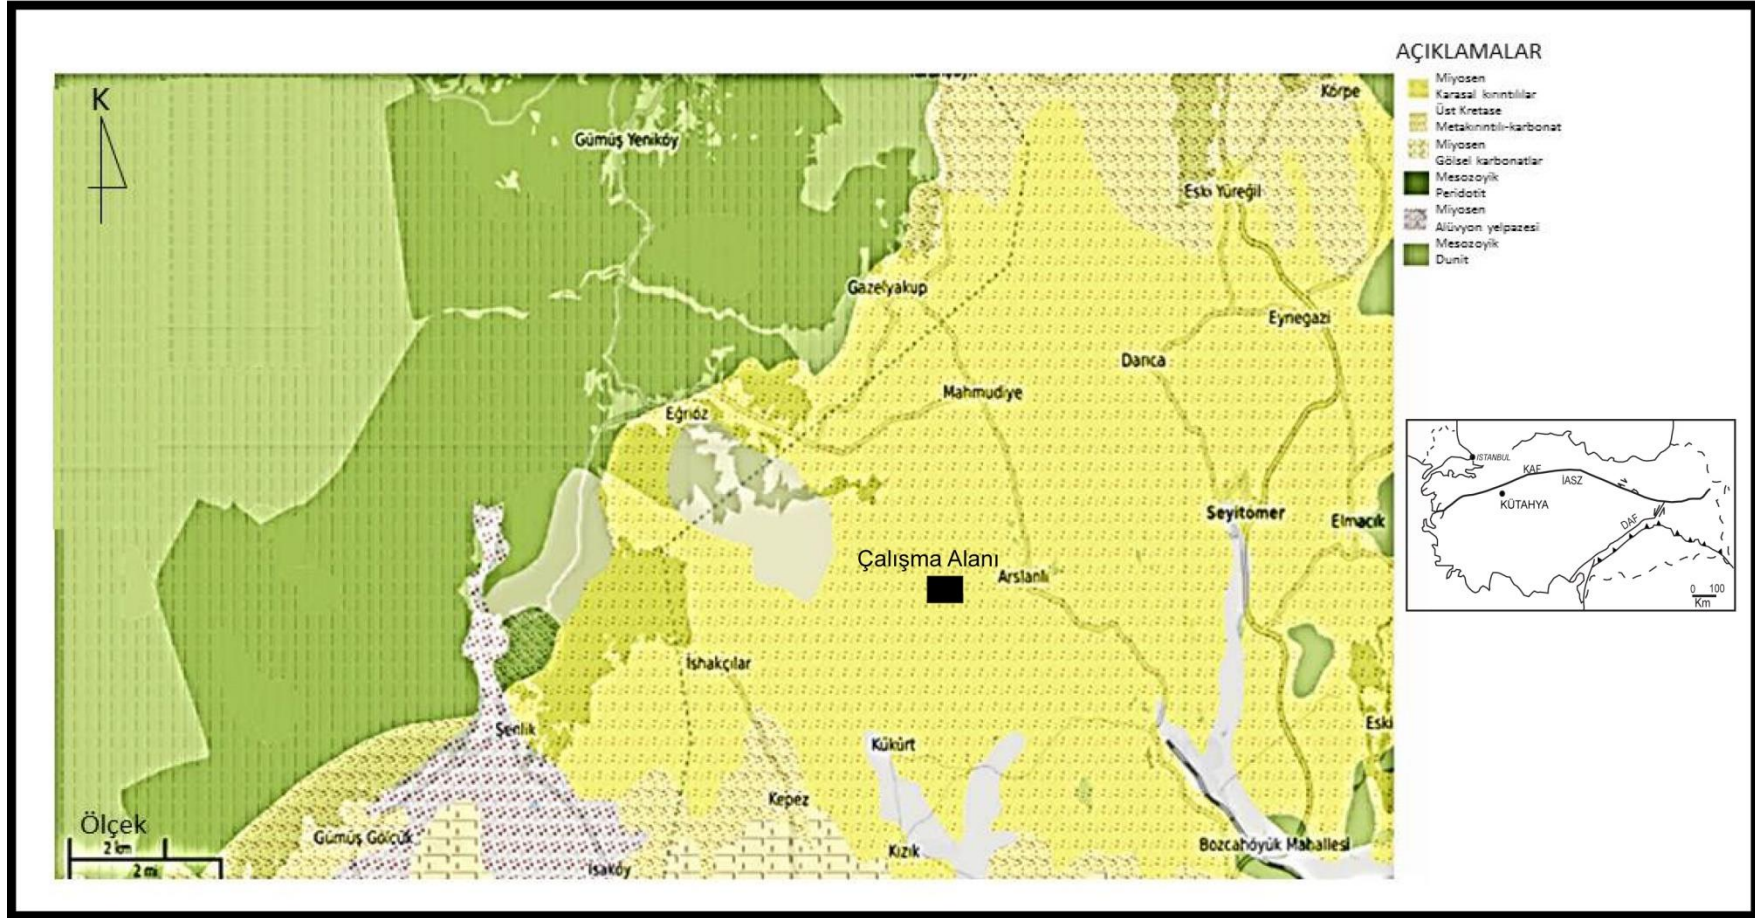 AÇIKLAMALAR
Miyosen
Karasal kırıntılılar
Üst Kretase
Metakırıntılı-karbonat
Miyosen
Gölsel karbonatlar
Mesozoyik
Peridotit
Miyosen
Alüvyon yelpazesi
Mesozoyik
Dunit
K
Körpe
Gümüş Yeniköy
Eski Yüreğil
Gazelyakup
Eynegazi
Darıca
Mahmudiye
Eğriöz
Seyitömer
Elmacık
Çalışma Alanı
Arslanlı
İshakçılar
Eski
Şenlik
Kükürt
Kepez
Gümüş Gölcük
Kızık
Bozcahöyük Mahallesi
İsaköy
Ölçek
2 km
2 mi
ISTANBUL
KAF
İASZ
KÜTAHYA
DAF
0 100
Km